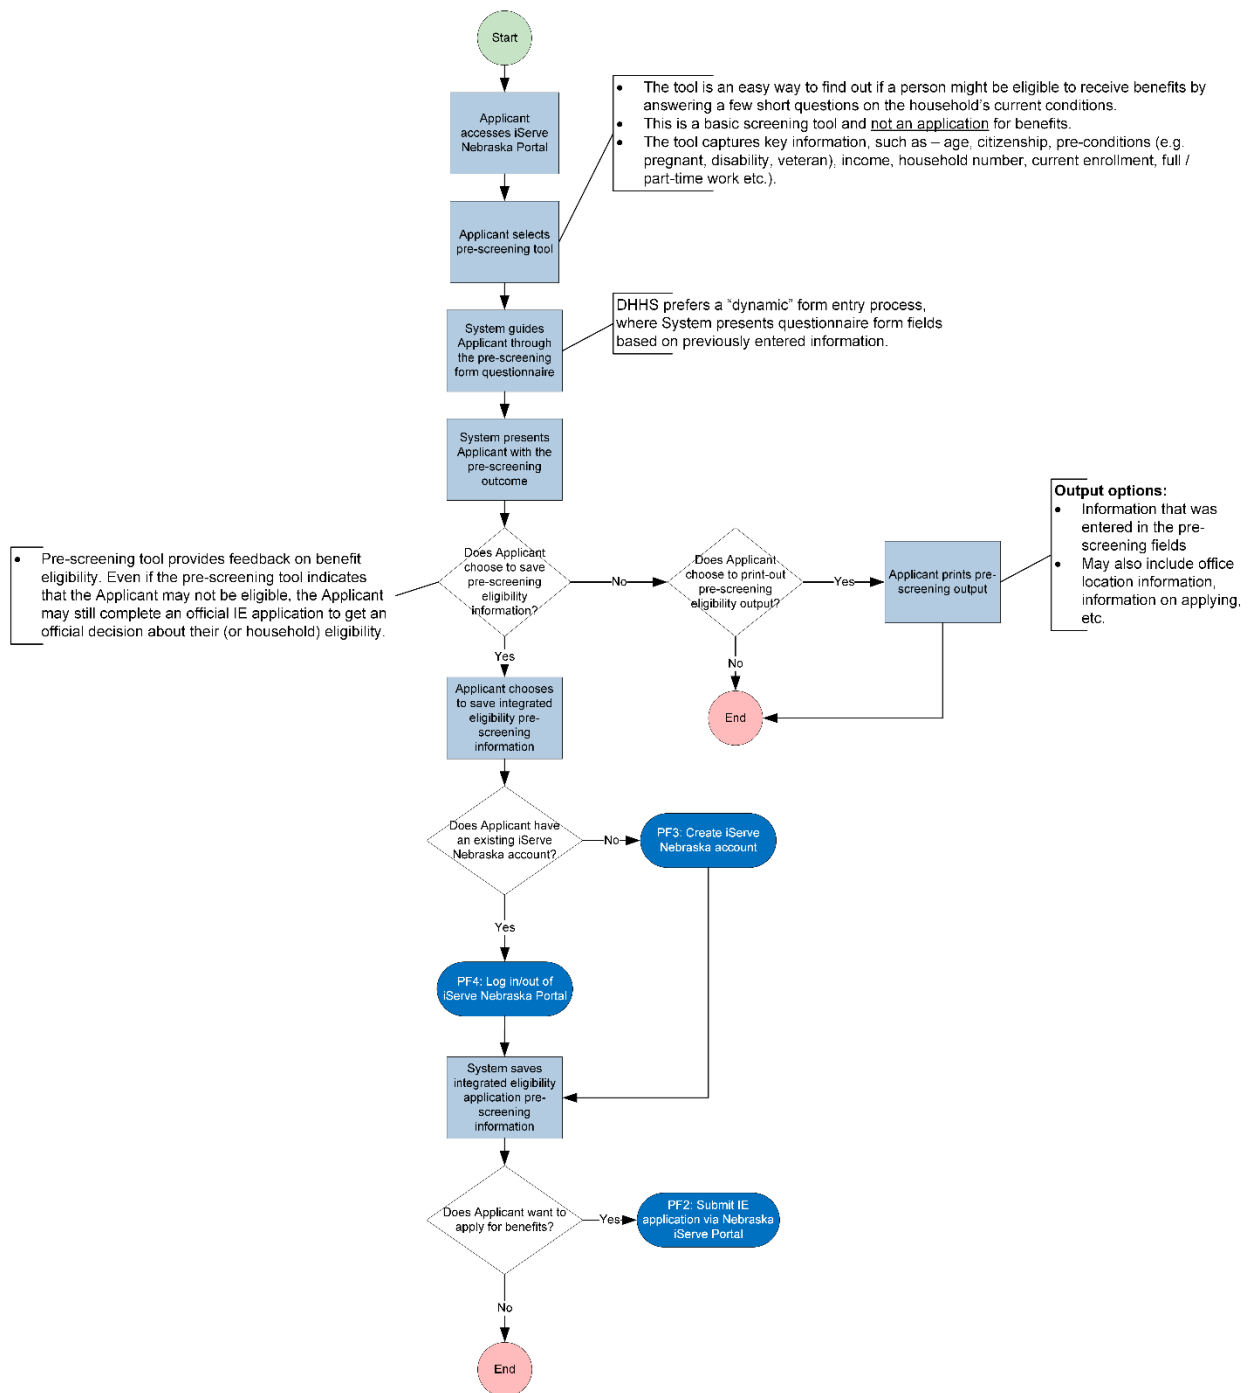 Start
Applicant
accesses iServe
Nebraska Portal
• The tool is an easy way to find out if a person might be eligible to receive benefits by
answering a few short questions on the household's current conditions.
• This is a basic screening tool and not an application for benefits.
• The tool captures key information, such as – age, citizenship, pre-conditions (e.g.
pregnant, disability, veteran), income, household number, current enrollment, full /
part-time work etc.).
Applicant selects
pre-screening tool
System guides
Applicant through
the pre-screening
form questionnaire
DHHS prefers a “dynamic” form entry process,
where System presents questionnaire form fields
based on previously entered information.
System presents
Applicant with the
pre-screening
outcome
• Pre-screening tool provides feedback on benefit
eligibility. Even if the pre-screening tool indicates
that the Applicant may not be eligible, the Applicant
may still complete an official IE application to get an
official decision about their (or household) eligibility.
Does Applicant
choose to save
pre-screening
eligibility
information?
No
Does Applicant
choose to print-out
pre-screening
eligibility output?
Yes
Applicant prints pre-
screening output
Output options:
• Information that was
entered in the pre-
screening fields
• May also include office
location information,
information on applying,
etc.
Yes
No
End
Applicant chooses
to save integrated
eligibility pre-
screening
information
Does Applicant have
an existing iServe
Nebraska account?
No
PF3: Create iServe
Nebraska account
Yes
PF4: Log in/out of
iServe Nebraska Portal
System saves
integrated eligibility
application pre-
screening
information
Does Applicant want to
apply for benefits?
Yes
PF2: Submit IE
application via Nebraska
iServe Portal
No
End